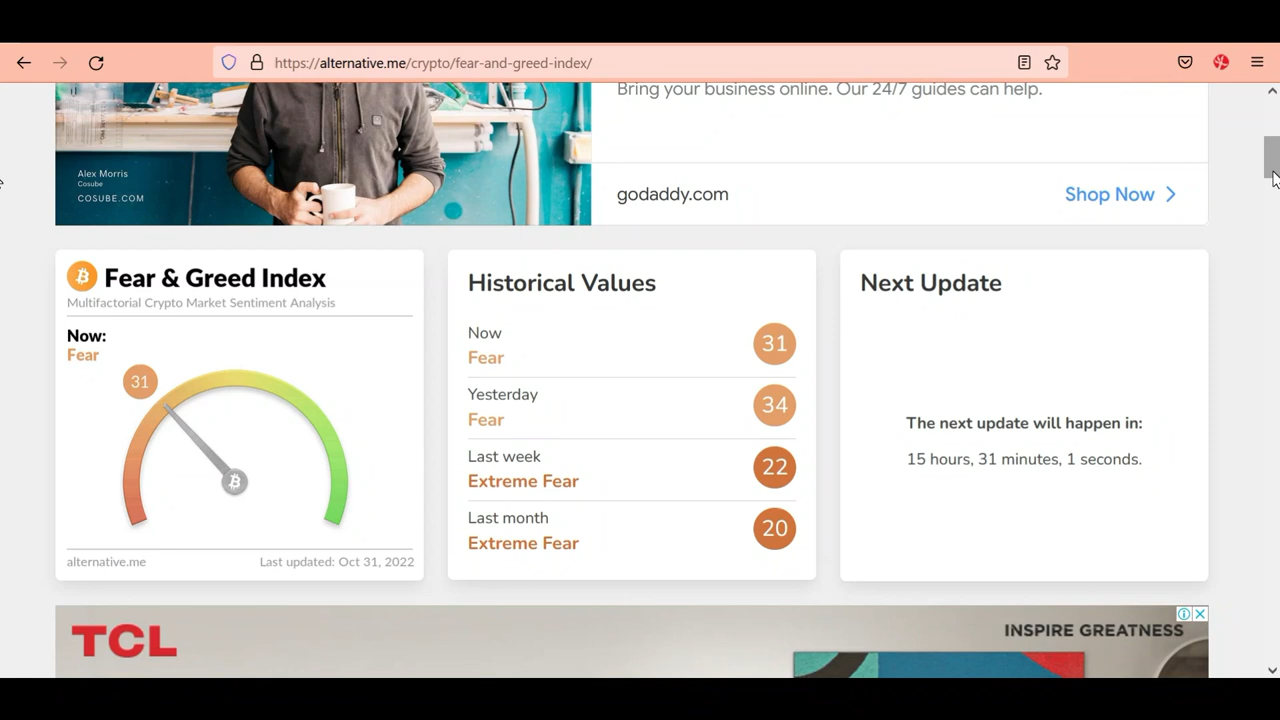 https://alternative.me/crypto/fear-and-greed-index/
Bring your business online. Our 24/7 guides can help.
Alex Morris
Cosube
COSUBE.COM
godaddy.com
Shop Now
Fear & Greed Index
Multifactorial Crypto Market Sentiment Analysis
Now:
Fear
31
alternative.me
Last updated: Oct 31, 2022
Historical Values
Now
Fear
31
Yesterday
Fear
34
Last week
Extreme Fear
22
Last month
Extreme Fear
20
Next Update
The next update will happen in:
15 hours, 31 minutes, 1 seconds.
TCL
INSPIRE GREATNESS